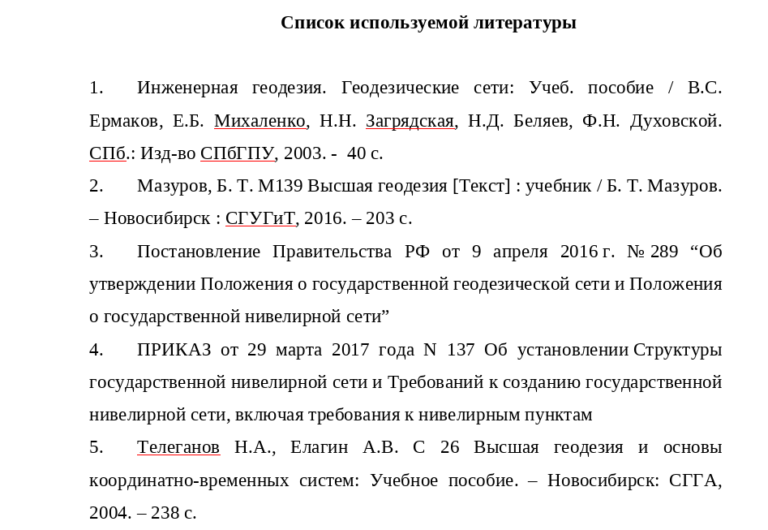 Список используемой литературы
1. Инженерная геодезия. Геодезические сети: Учеб. пособие / В.С.
Ермаков, Е.Б. Михаленко, Н.Н. Загрядская, Н.Д. Беляев, Ф.Н. Духовской.
СПб.: Изд-во СПбГПУ, 2003. - 40 с.
2. Мазуров, Б. Т. М139 Высшая геодезия [Текст] : учебник / Б. Т. Мазуров.
– Новосибирск : СГУГиТ, 2016. – 203 с.
3. Постановление Правительства РФ от 9 апреля 2016 г. № 289 “Об
утверждении Положения о государственной геодезической сети и Положения
о государственной нивелирной сети”
4. ПРИКАЗ от 29 марта 2017 года N 137 Об установлении Структуры
государственной нивелирной сети и Требований к созданию государственной
нивелирной сети, включая требования к нивелирным пунктам
5. Телеганов Н.А., Елагин А.В. С 26 Высшая геодезия и основы
координатно-временных систем: Учебное пособие. – Новосибирск: СГГА,
2004. – 238 с.